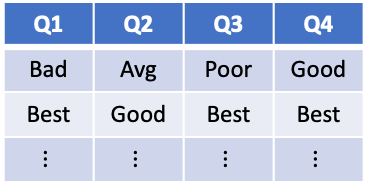 Q1 Q2 Q3 Q4
Bad Avg Poor Good
Best Good Best Best
⋮ ⋮ ⋮ ⋮